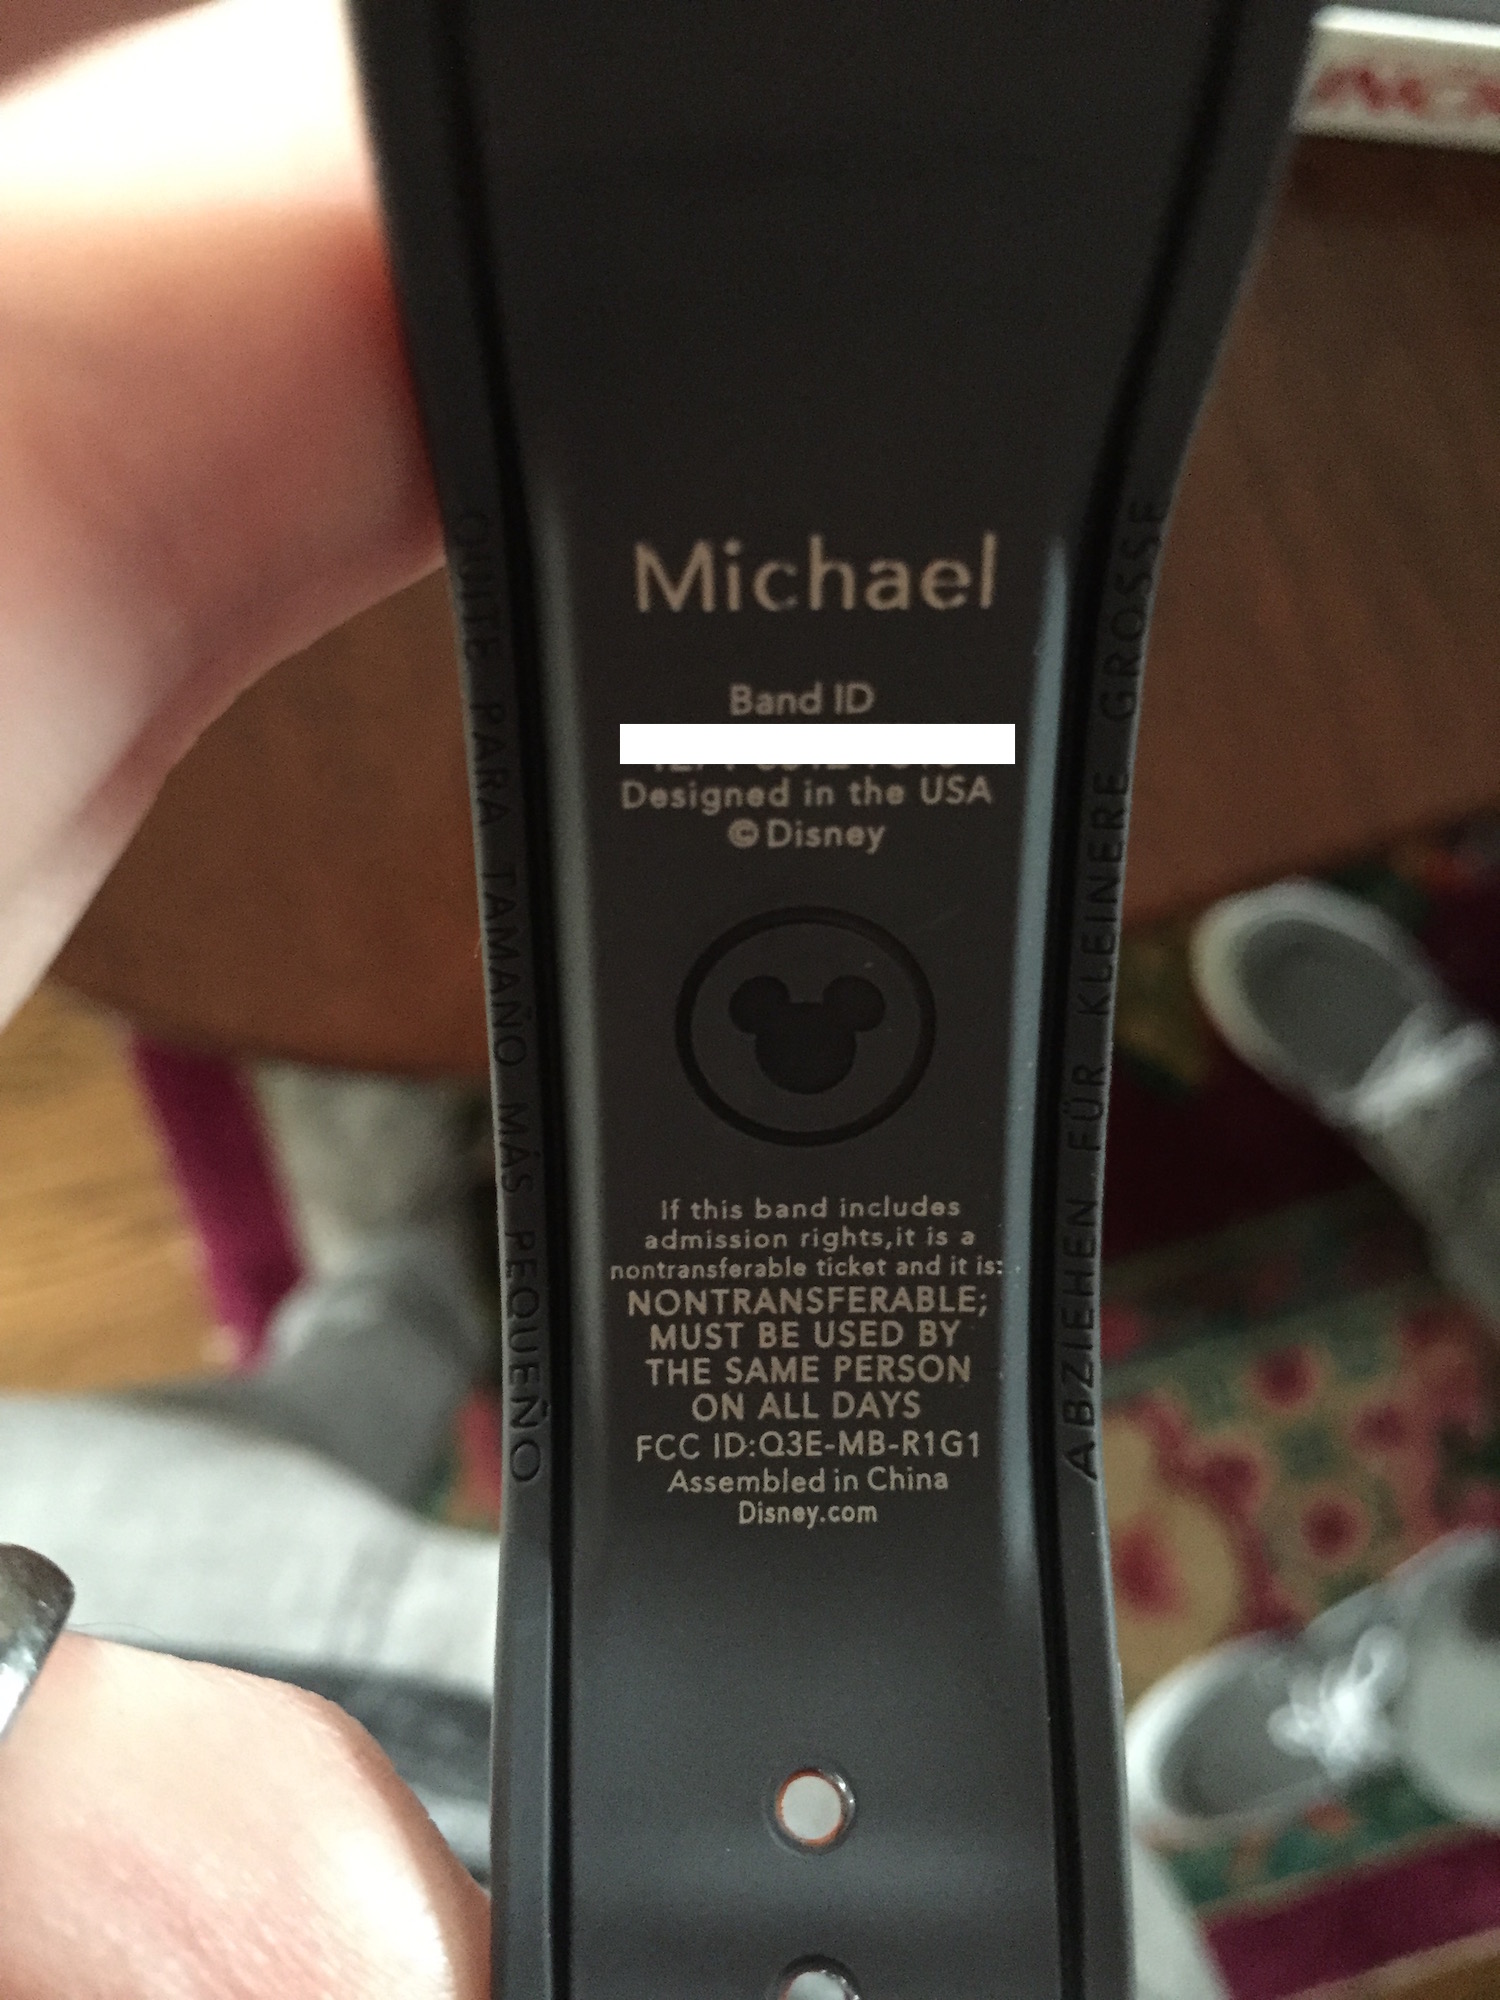 Michael
Band ID
Designed in the USA
©Disney
If this band includes
admission rights,it is a
nontransferable ticket and it is:
NONTRANSFERABLE;
MUST BE USED BY
THE SAME PERSON
ON ALL DAYS
FCC ID:Q3E-MB-R1G1
Assembled in China
Disney.com
QUITE PARA TAMAÑO MÁS PEQUEÑO
ABZIEHEN FÜR KLEINERE GROSSE